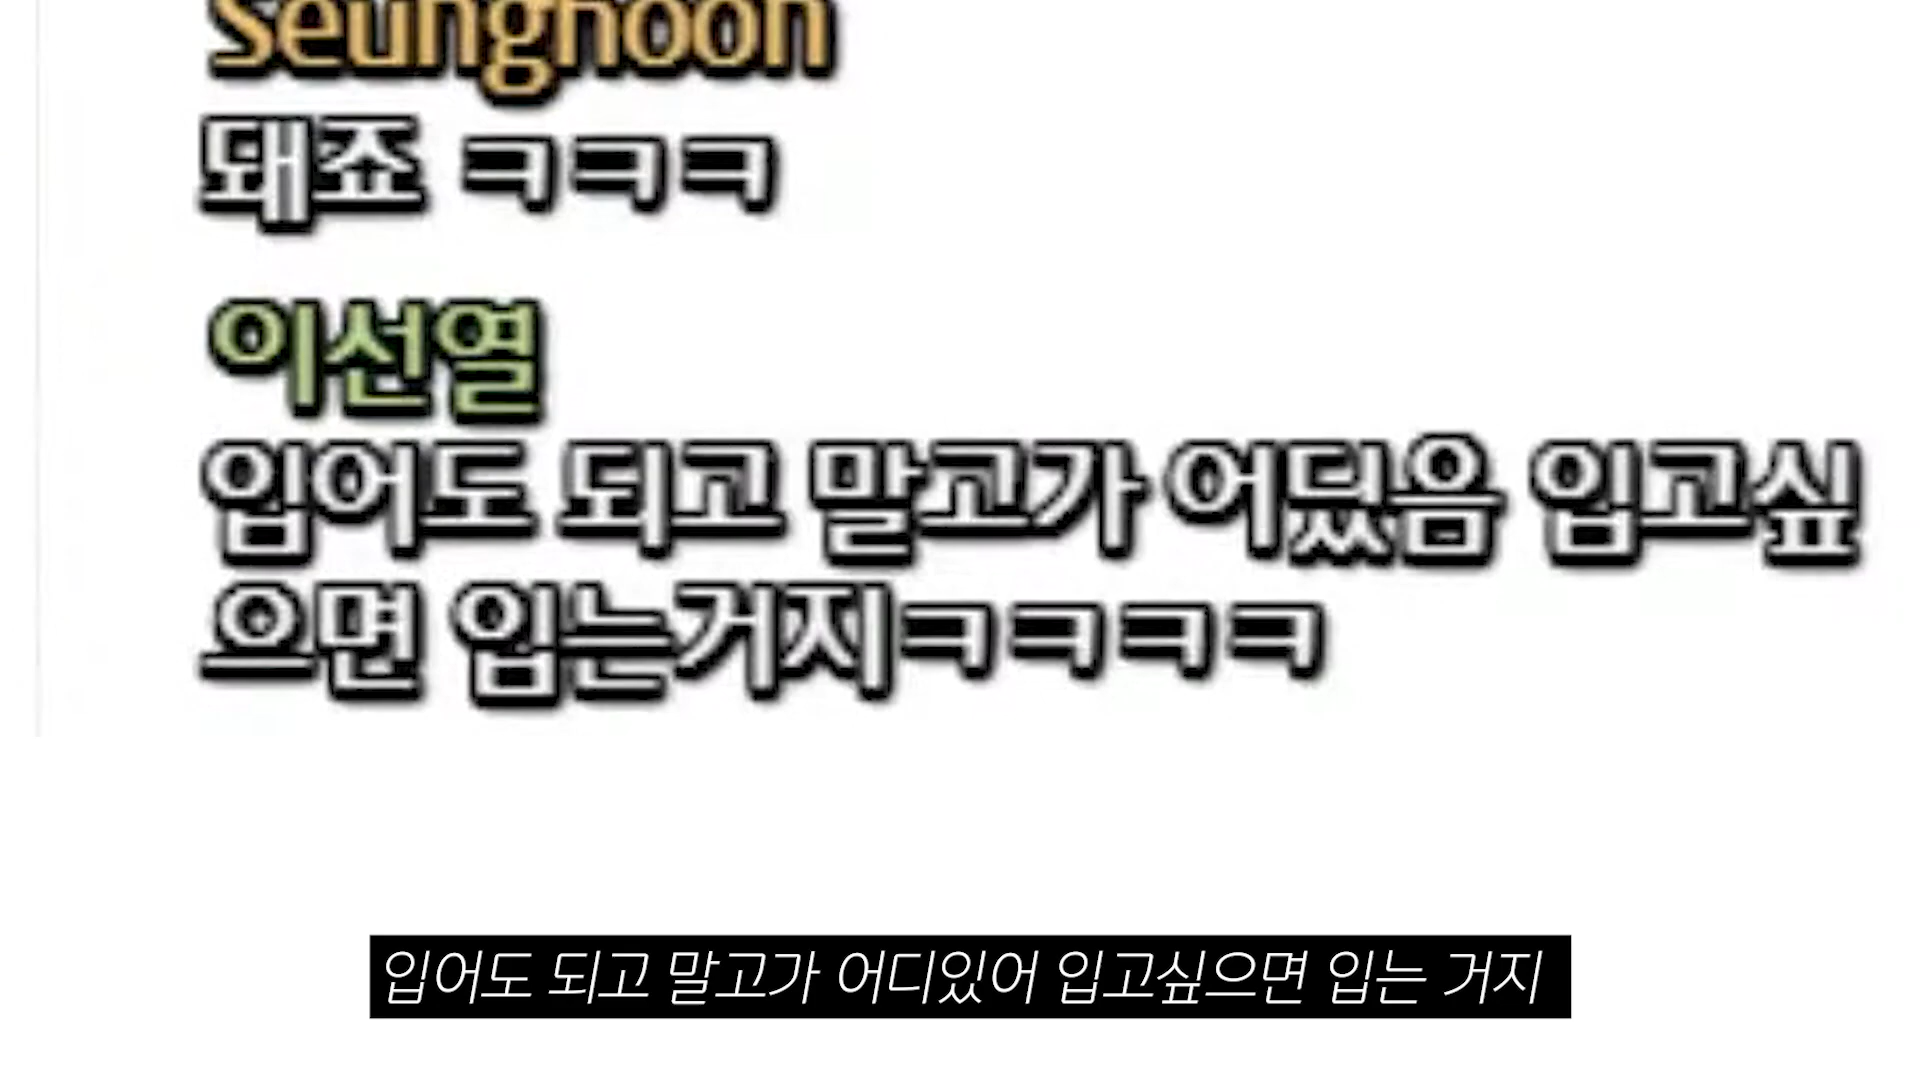 Seunghoon
돼죠 ㅋㅋㅋ
이선열
입어도 되고 말고가 어딨음 입고싶
으면 입는거지ㅋㅋㅋㅋ
입어도 되고 말고가 어디있어 입고싶으면 입는 거지